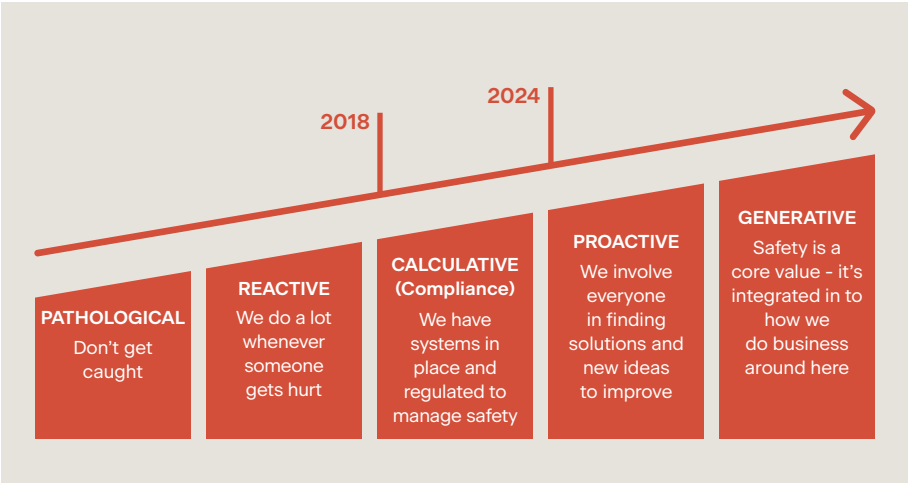 2018
2024
PATHOLOGICAL
Don't get
caught
REACTIVE
We do a lot
whenever
someone
gets hurt
CALCULATIVE
(Compliance)
We have
systems in
place and
regulated to
manage safety
PROACTIVE
We involve
everyone
in finding
solutions and
new ideas
to improve
GENERATIVE
Safety is a
core value - it's
integrated in to
how we
do business
around here